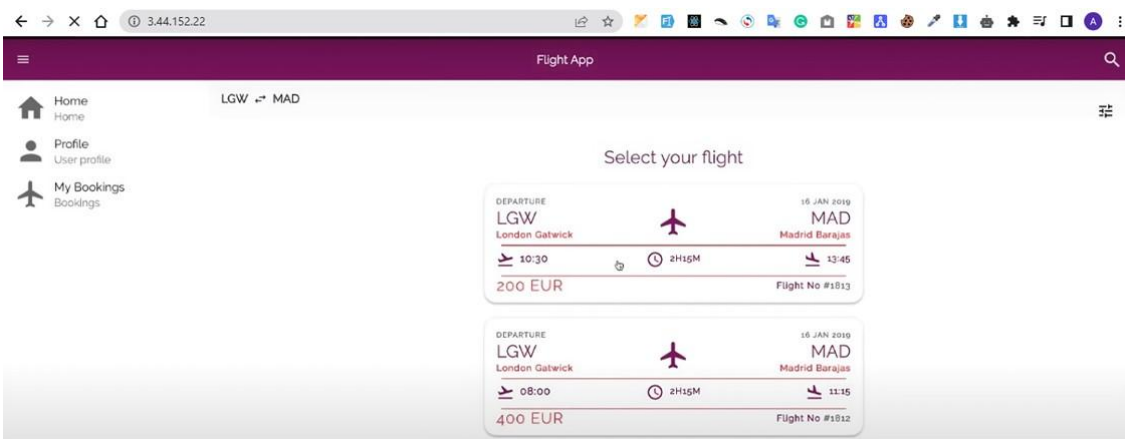 3.44.152.22
Flight App
Home
Home
Profile
User profile
My Bookings
Bookings
LGW MAD
Select your flight
DEPARTURE 16 JAN 2019
LGW MAD
London Gatwick Madrid Barajas
10:30 2H15M 13:45
200 EUR Flight No #1813
DEPARTURE 16 JAN 2019
LGW MAD
London Gatwick Madrid Barajas
08:00 2H15M 11:15
400 EUR Flight No #1812